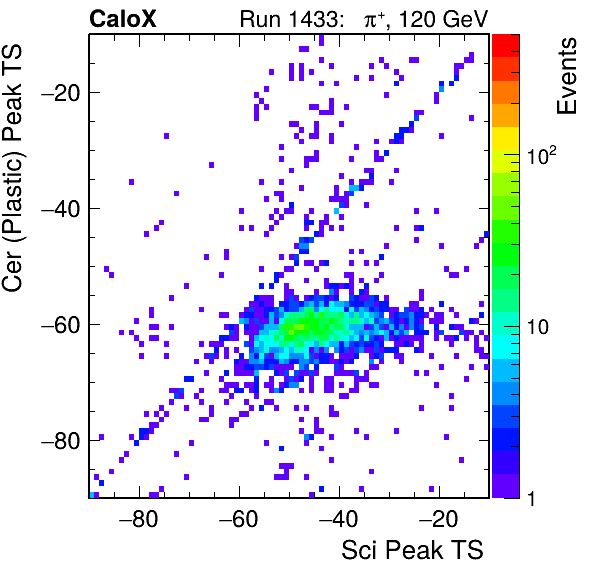 CaloX Run 1433: π⁺, 120 GeV
Cer (Plastic) Peak TS
−20
−40
−60
−80
−80 −60 −40 −20
Sci Peak TS
Events
10²
10
1